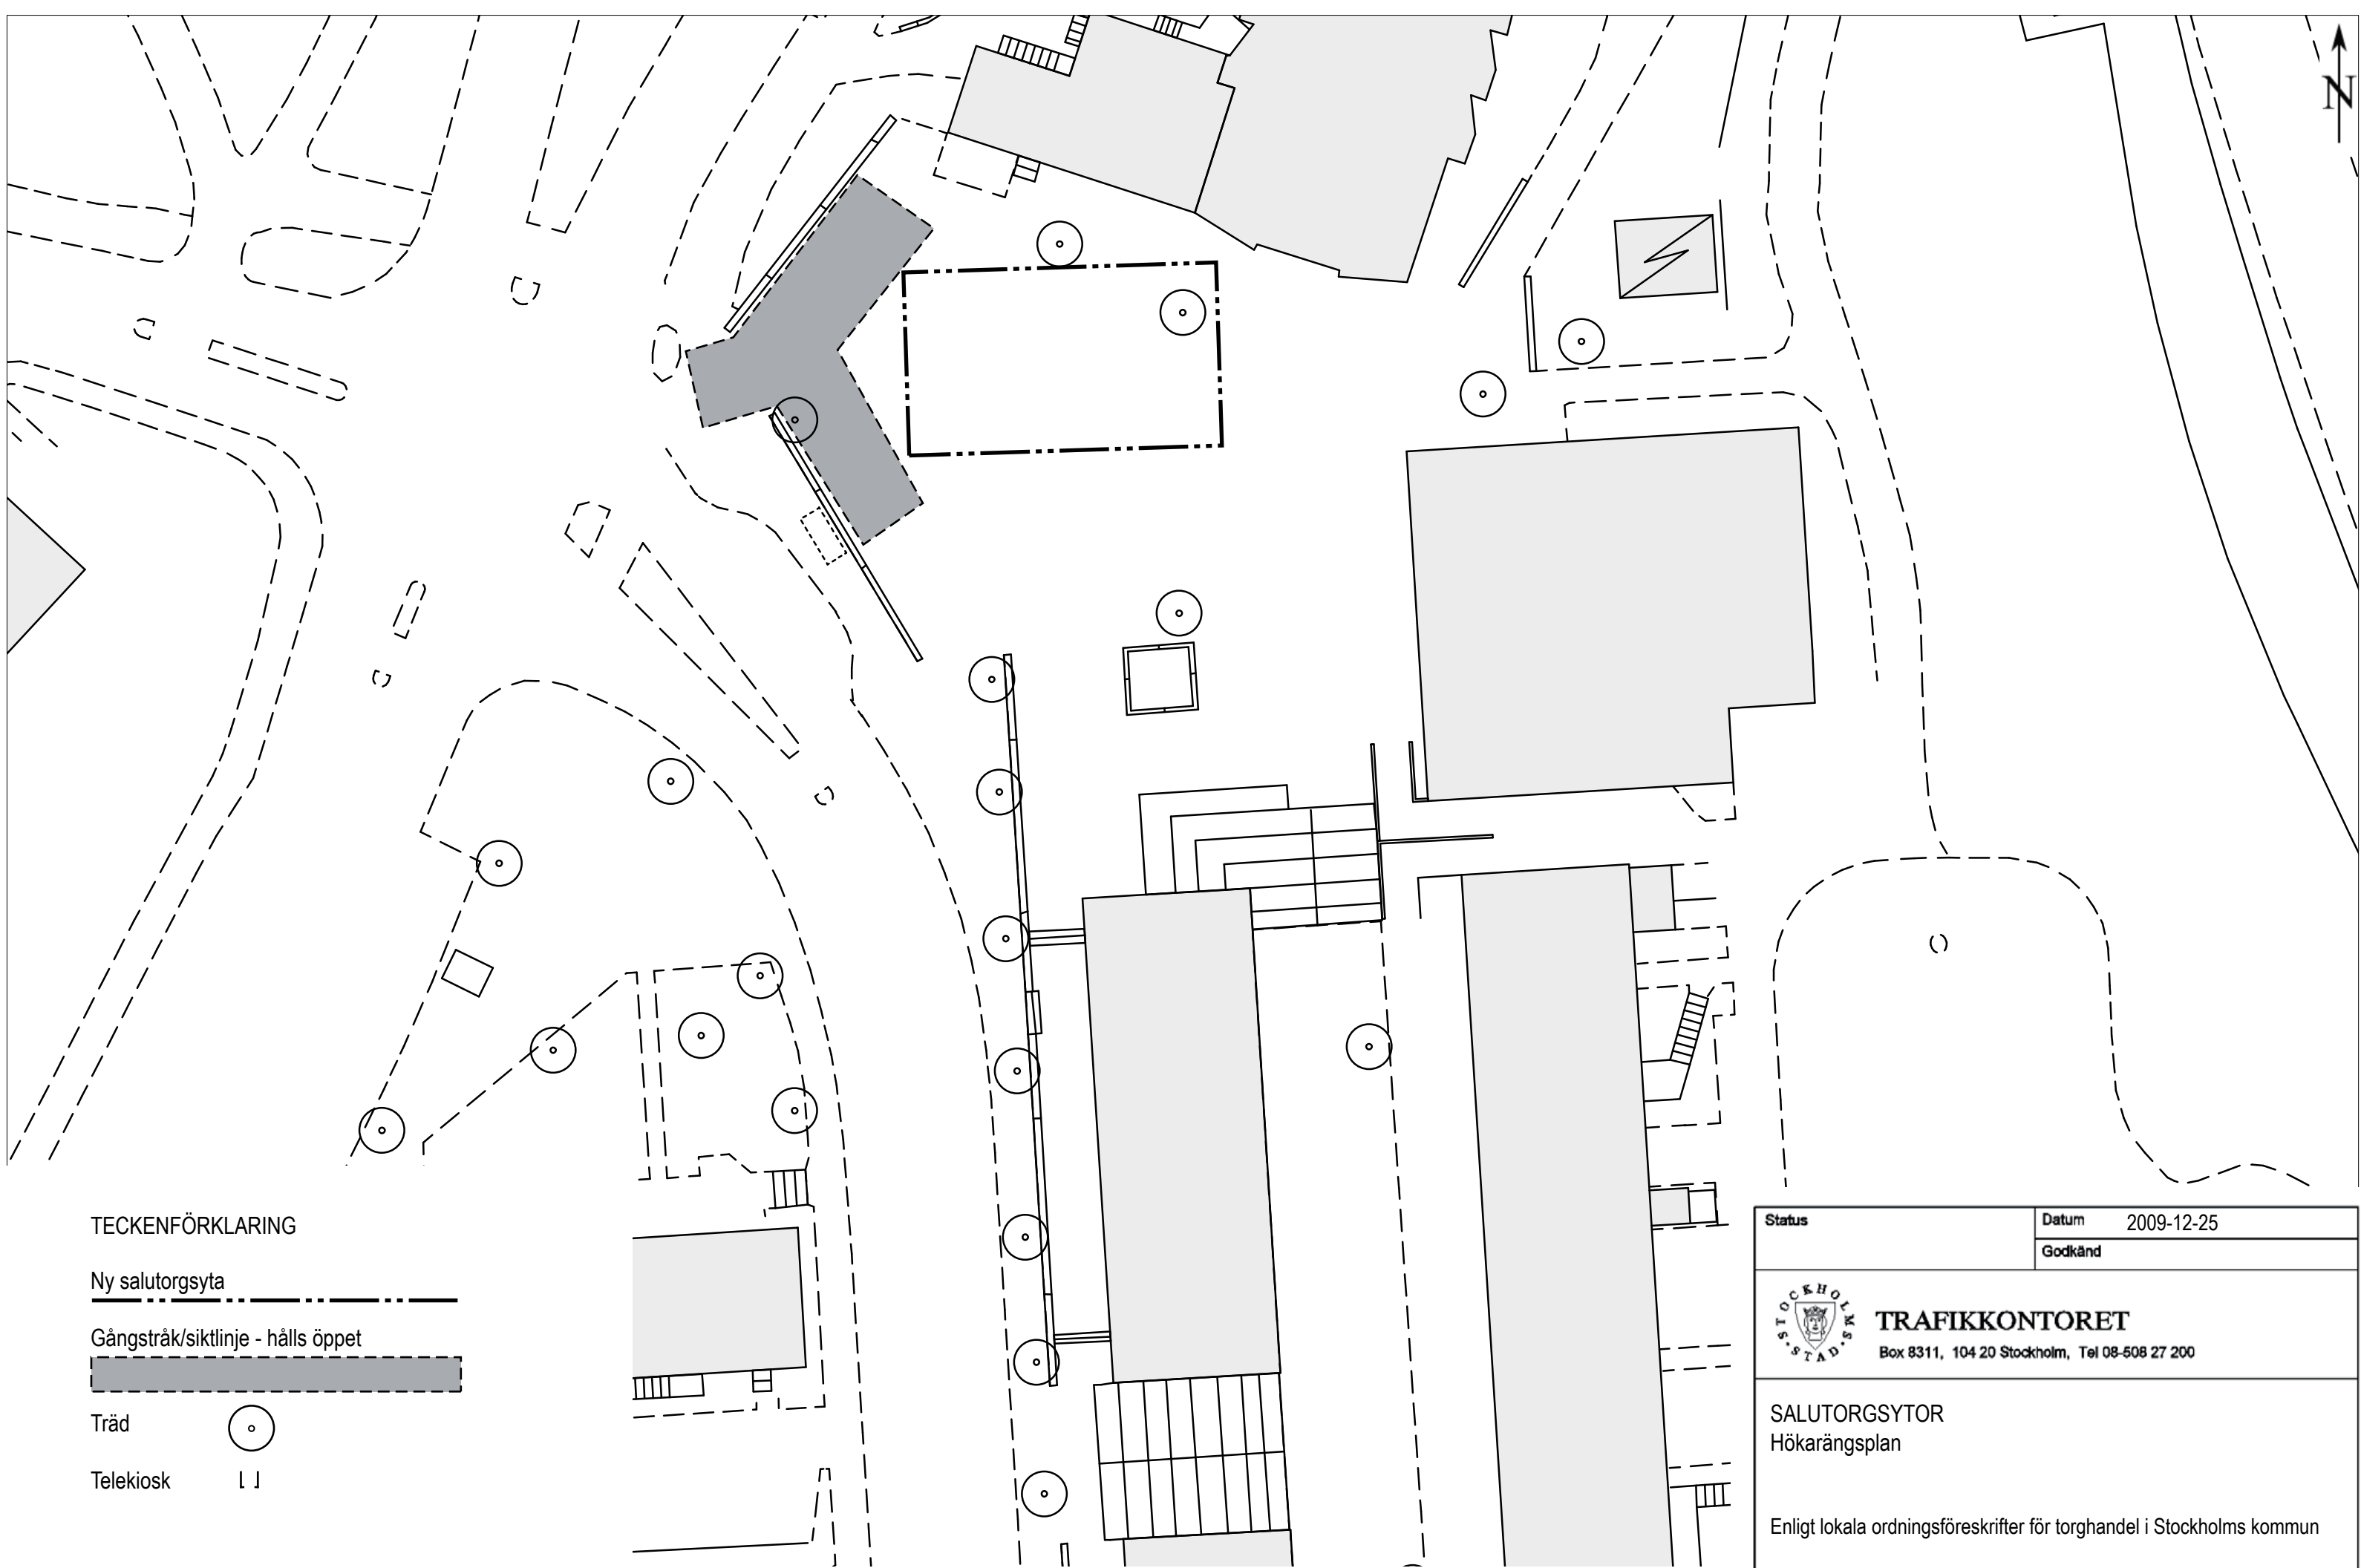 N
TECKENFÖRKLARING
Ny salutorgsyta
Gångstråk/siktlinje - hålls öppet
Träd
Telekiosk
Status
Datum 2009-12-25
Godkänd
STOCKHOLMS STAD
TRAFIKKONTORET
Box 8311, 104 20 Stockholm, Tel 08-508 27 200
SALUTORGSYTOR
Hökarängsplan
Enligt lokala ordningsföreskrifter för torghandel i Stockholms kommun